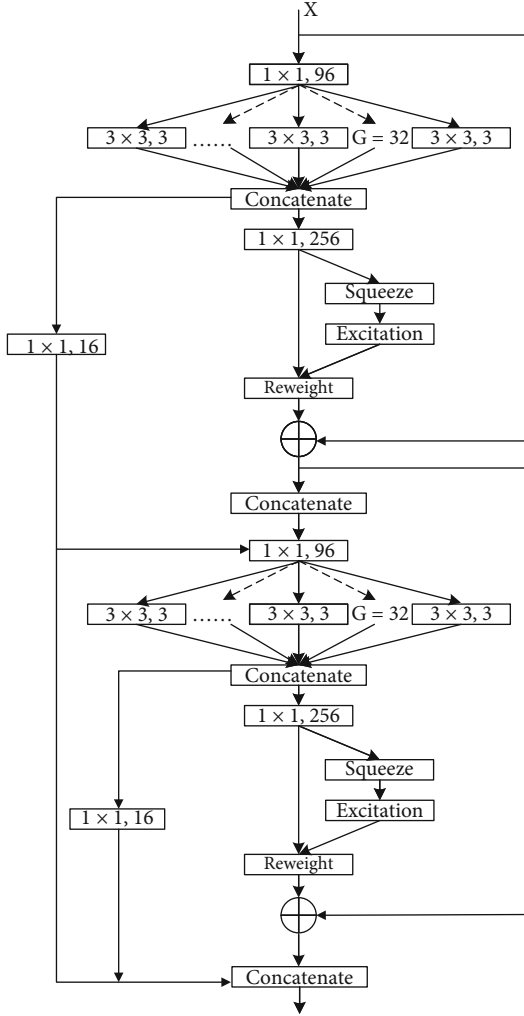 X
1 × 1, 96
3 × 3, 3 ...... 3 × 3, 3 G = 32 3 × 3, 3
Concatenate
1 × 1, 256
Squeeze
Excitation
1 × 1, 16
Reweight
Concatenate
1 × 1, 96
3 × 3, 3 ...... 3 × 3, 3 G = 32 3 × 3, 3
Concatenate
1 × 1, 256
Squeeze
Excitation
1 × 1, 16
Reweight
Concatenate